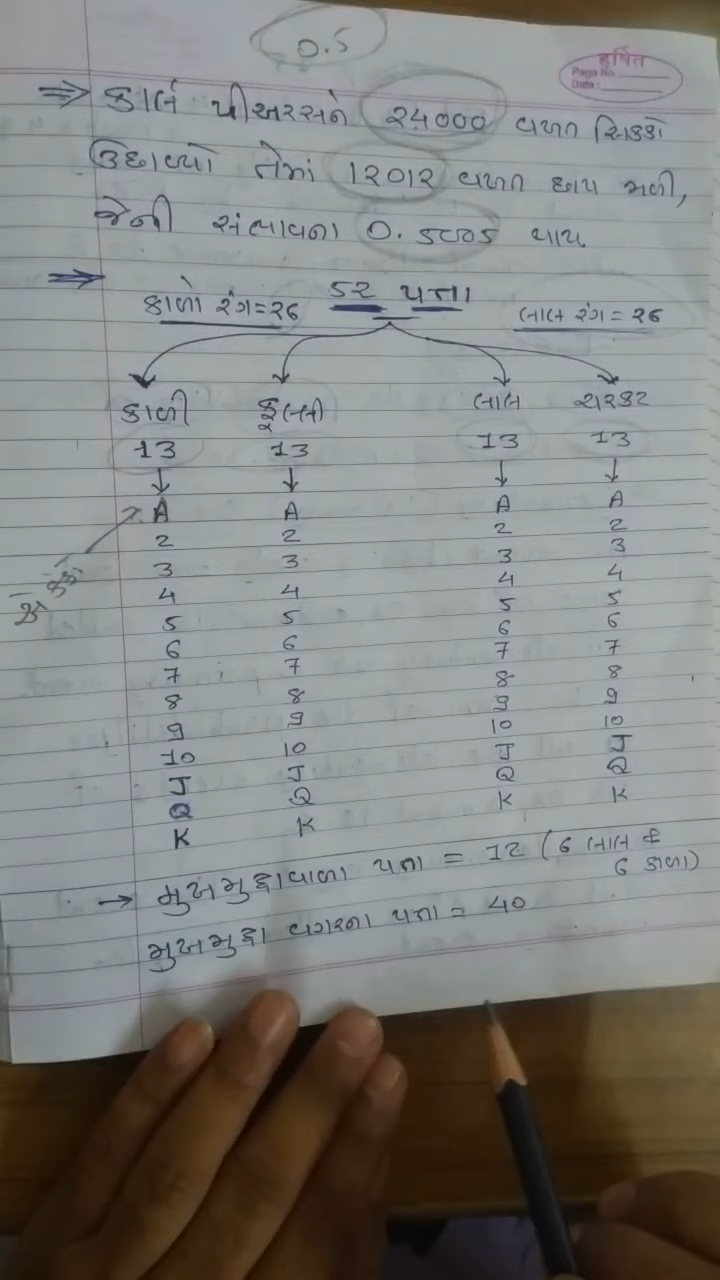 0.5
હર્ષિત
Page No.
Date :
⇒ કાર્લ પીઅરસને 24000 વખત સિક્કો
ઉછાળ્યો તેમાં 12012 વખત છાપ મળી,
જેની સંભાવના 0.5005 થાય
⇒ કાળો રંગ = 26 52 પત્તા લાલ રંગ = 26
કાળી ફૂલ્લી લાલ ચરકટ
13 13 13 13
A A A A
2 2 2 2
3 3 3 3
4 4 4 4
5 5 5 5
6 6 6 6
7 7 7 7
8 8 8 8
9 9 9 9
10 10 10 10
J J J J
Q Q Q Q
K K K K
→ મુખમુદ્રાવાળા પત્તા = 12 (6 લાલ ને
6 કાળા)
મુખમુદ્રા વગરના પત્તા = 40